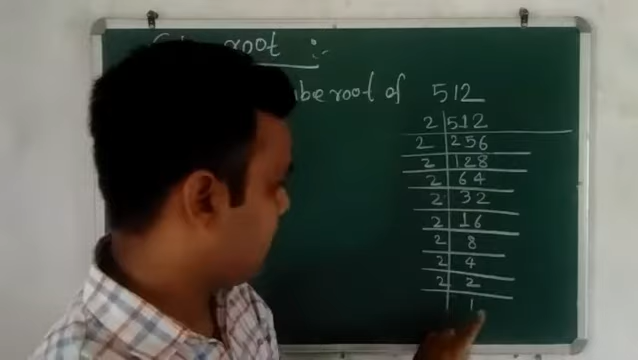 root :-
cube root of 512
2 | 512
2 | 256
2 | 128
2 | 64
2 | 32
2 | 16
2 | 8
2 | 4
2 | 2
1